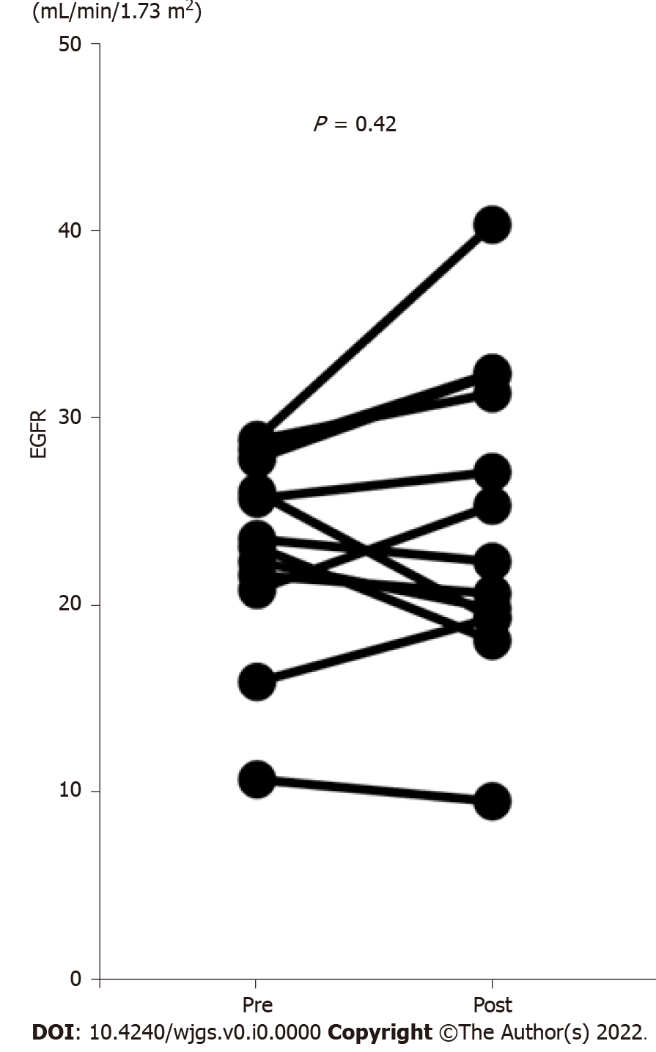 (mL/min/1.73 m²)
50
P = 0.42
40
30
EGFR
20
10
0
Pre Post
DOI: 10.4240/wjgs.v0.i0.0000 Copyright ©The Author(s) 2022.